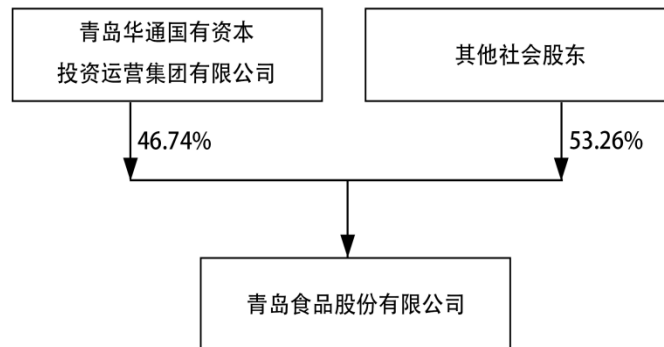 青岛华通国有资本
投资运营集团有限公司
其他社会股东
46.74%
53.26%
青岛食品股份有限公司